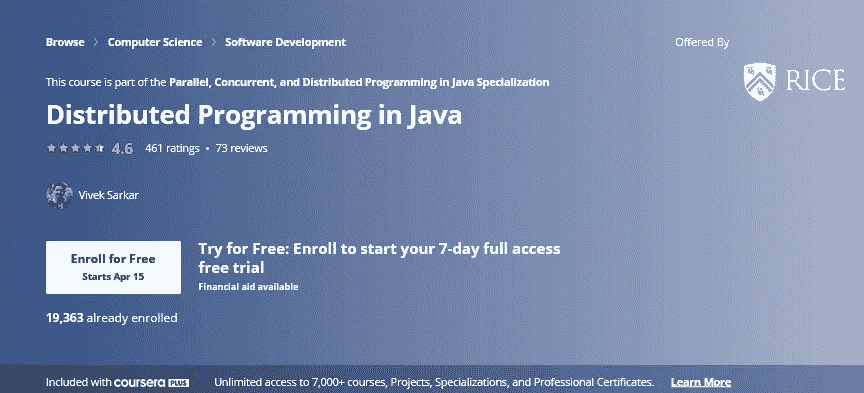 Browse > Computer Science > Software Development
Offered By
This course is part of the Parallel, Concurrent, and Distributed Programming in Java Specialization
RICE
Distributed Programming in Java
4.6 461 ratings • 73 reviews
Vivek Sarkar
Enroll for Free
Starts Apr 15
Try for Free: Enroll to start your 7-day full access
free trial
Financial aid available
19,363 already enrolled
Included with coursera PLUS Unlimited access to 7,000+ courses, Projects, Specializations, and Professional Certificates. Learn More